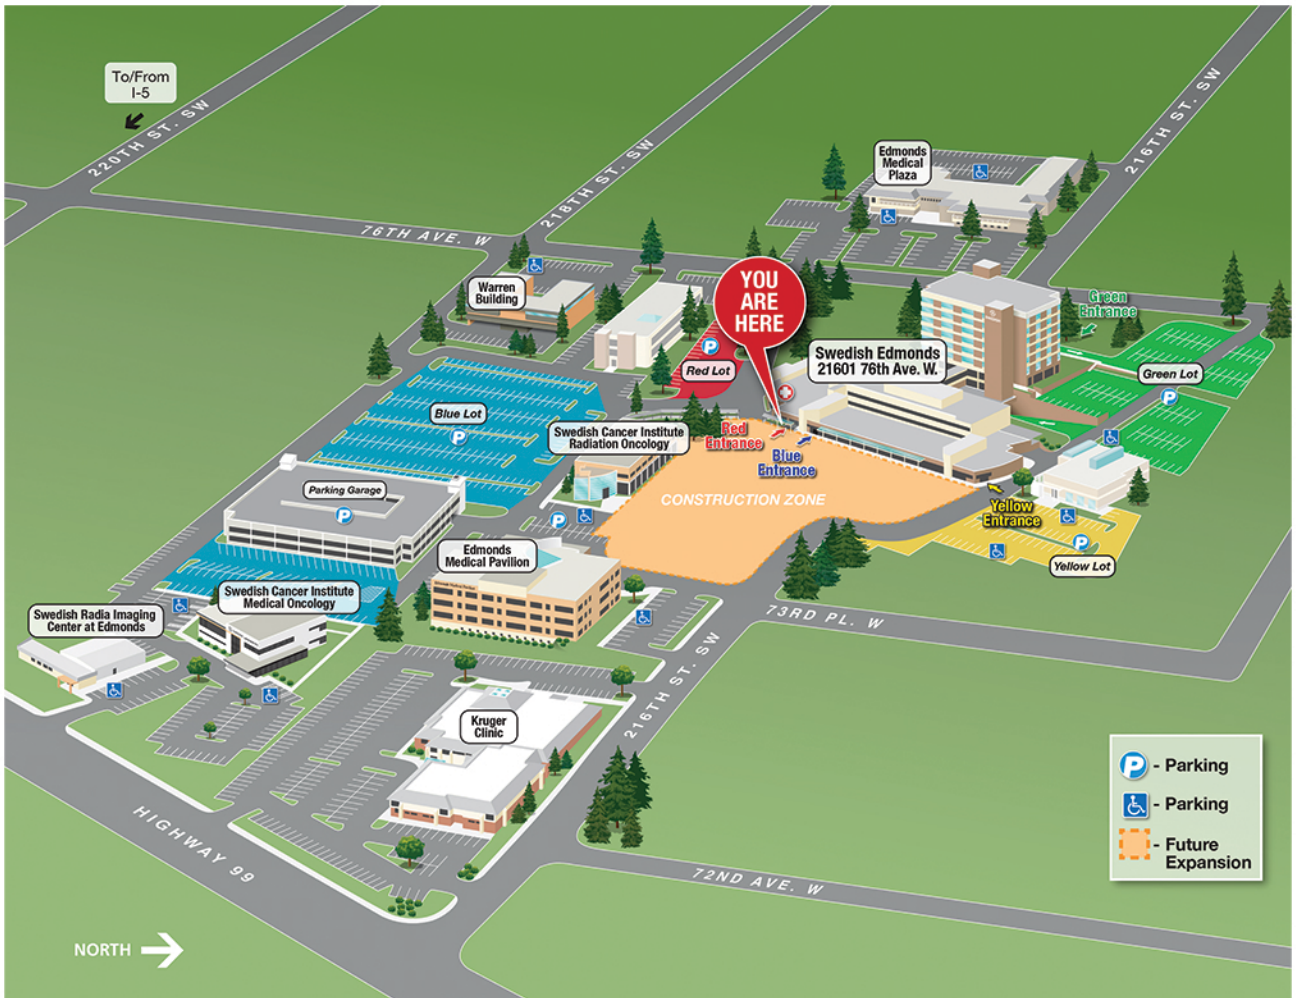 To/From
I-5
220TH ST. SW
218TH ST. SW
216TH ST. SW
76TH AVE. W
Edmonds
Medical
Plaza
Warren
Building
YOU
ARE
HERE
Green
Entrance
Swedish Edmonds
21601 76th Ave. W.
Red Lot
Green Lot
Blue Lot
P
P
P
Swedish Cancer Institute
Radiation Oncology
Red
Entrance
Blue
Entrance
Parking Garage
P
CONSTRUCTION ZONE
P
Yellow
Entrance
P
Yellow Lot
Edmonds
Medical Pavilion
Swedish Cancer Institute
Medical Oncology
Swedish Radia Imaging
Center at Edmonds
73RD PL. W
216TH ST. SW
Kruger
Clinic
HIGHWAY 99
72ND AVE. W
P - Parking
- Parking
- Future
Expansion
NORTH